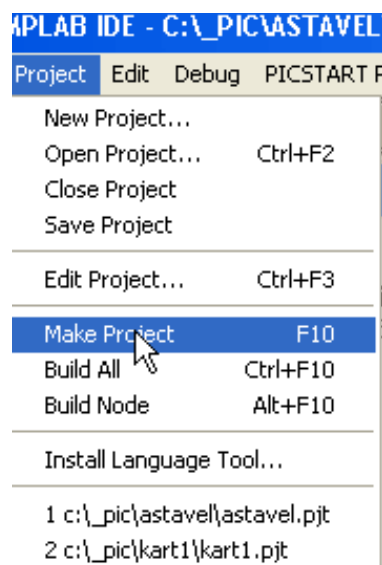 MPLAB IDE - C:\_PIC\ASTAVEL
Project Edit Debug PICSTART P
New Project...
Open Project... Ctrl+F2
Close Project
Save Project
Edit Project... Ctrl+F3
Make Project F10
Build All Ctrl+F10
Build Node Alt+F10
Install Language Tool...
1 c:\_pic\astavel\astavel.pjt
2 c:\_pic\kart1\kart1.pjt